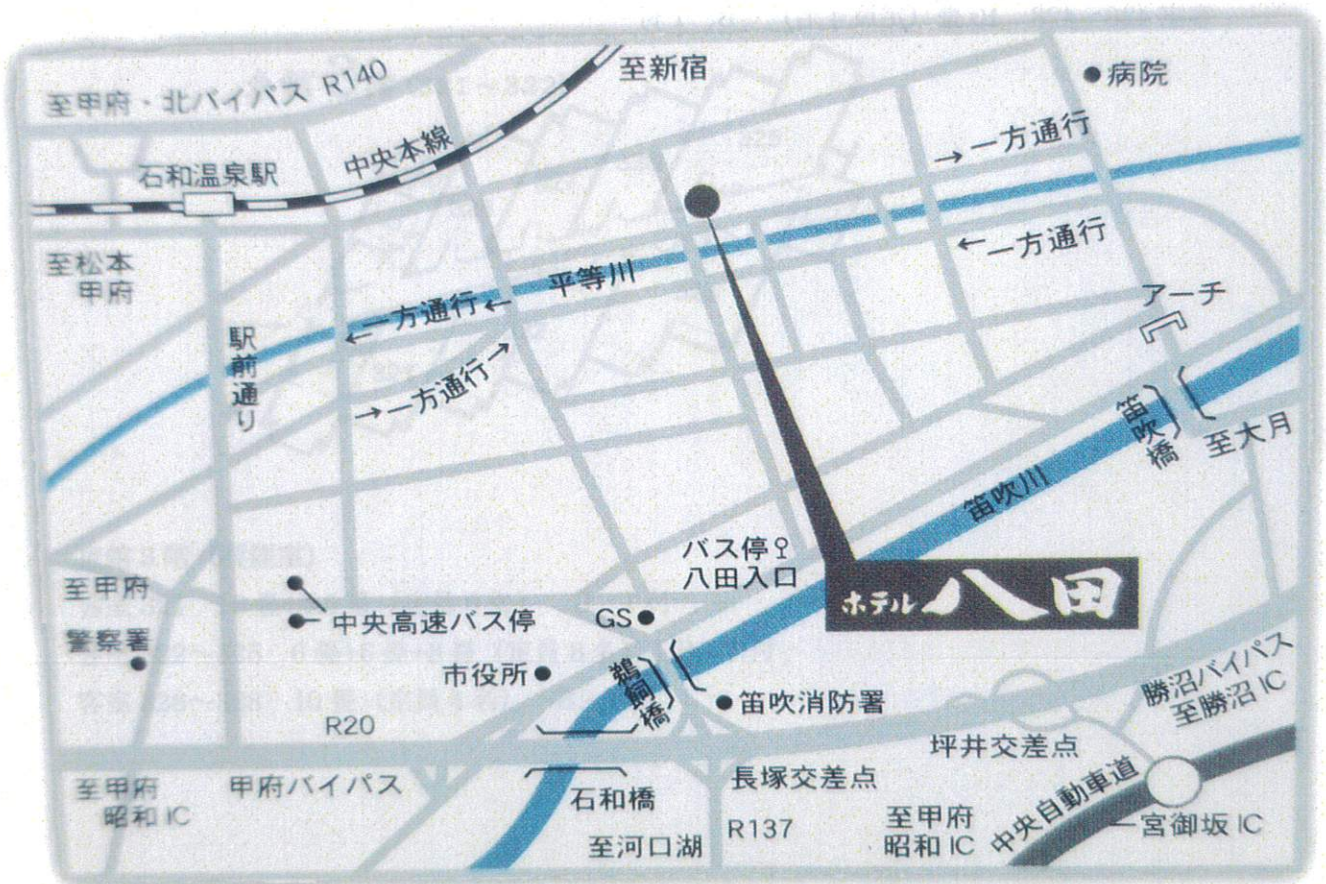 至新宿
病院
至甲府・北バイパス R140
→一方通行
中央本線
石和温泉駅
←一方通行
至松本
甲府
平等川
アーチ
←一方通行←
駅前通り
→一方通行→
笛吹橋
至大月
笛吹川
バス停
八田入口
至甲府
ホテル八田
中央高速バス停
GS
警察署
市役所
鵜飼橋
笛吹消防署
勝沼バイパス
至勝沼 IC
R20
坪井交差点
至甲府
昭和 IC
甲府バイパス
石和橋
長塚交差点
至河口湖
R137
至甲府
昭和 IC
中央自動車道
一宮御坂 IC